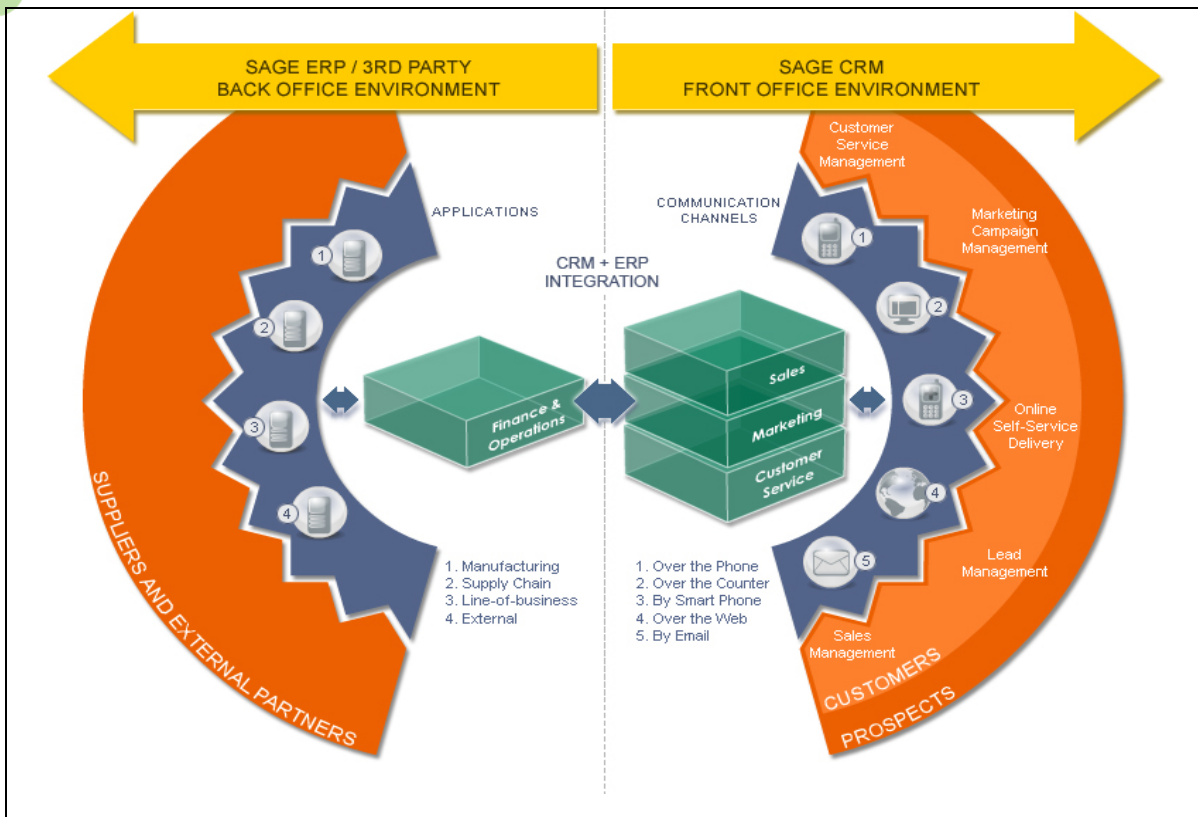 SAGE ERP / 3RD PARTY
BACK OFFICE ENVIRONMENT
SAGE CRM
FRONT OFFICE ENVIRONMENT
APPLICATIONS
1
2
3
4
SUPPLIERS AND EXTERNAL PARTNERS
1. Manufacturing
2. Supply Chain
3. Line-of-business
4. External
CRM + ERP
INTEGRATION
Finance &
Operations
Sales
Marketing
Customer
Service
COMMUNICATION
CHANNELS
1
2
3
4
5
1. Over the Phone
2. Over the Counter
3. By Smart Phone
4. Over the Web
5. By Email
Customer
Service
Management
Marketing
Campaign
Management
Online
Self-Service
Delivery
Lead
Management
Sales
Management
CUSTOMERS
PROSPECTS